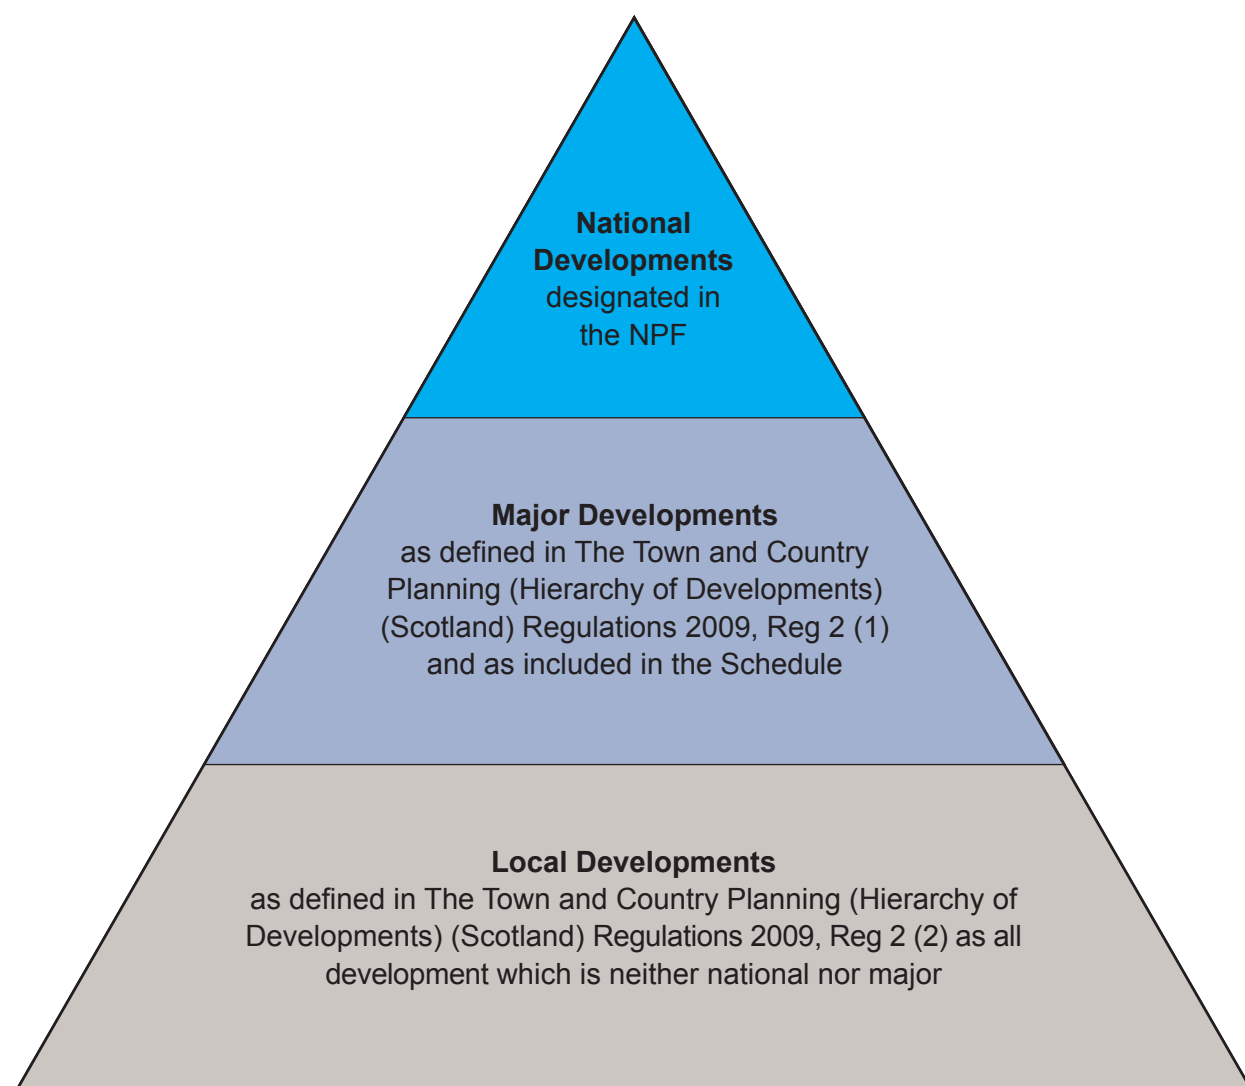 National
Developments
designated in
the NPF
Major Developments
as defined in The Town and Country
Planning (Hierarchy of Developments)
(Scotland) Regulations 2009, Reg 2 (1)
and as included in the Schedule
Local Developments
as defined in The Town and Country Planning (Hierarchy of
Developments) (Scotland) Regulations 2009, Reg 2 (2) as all
development which is neither national nor major